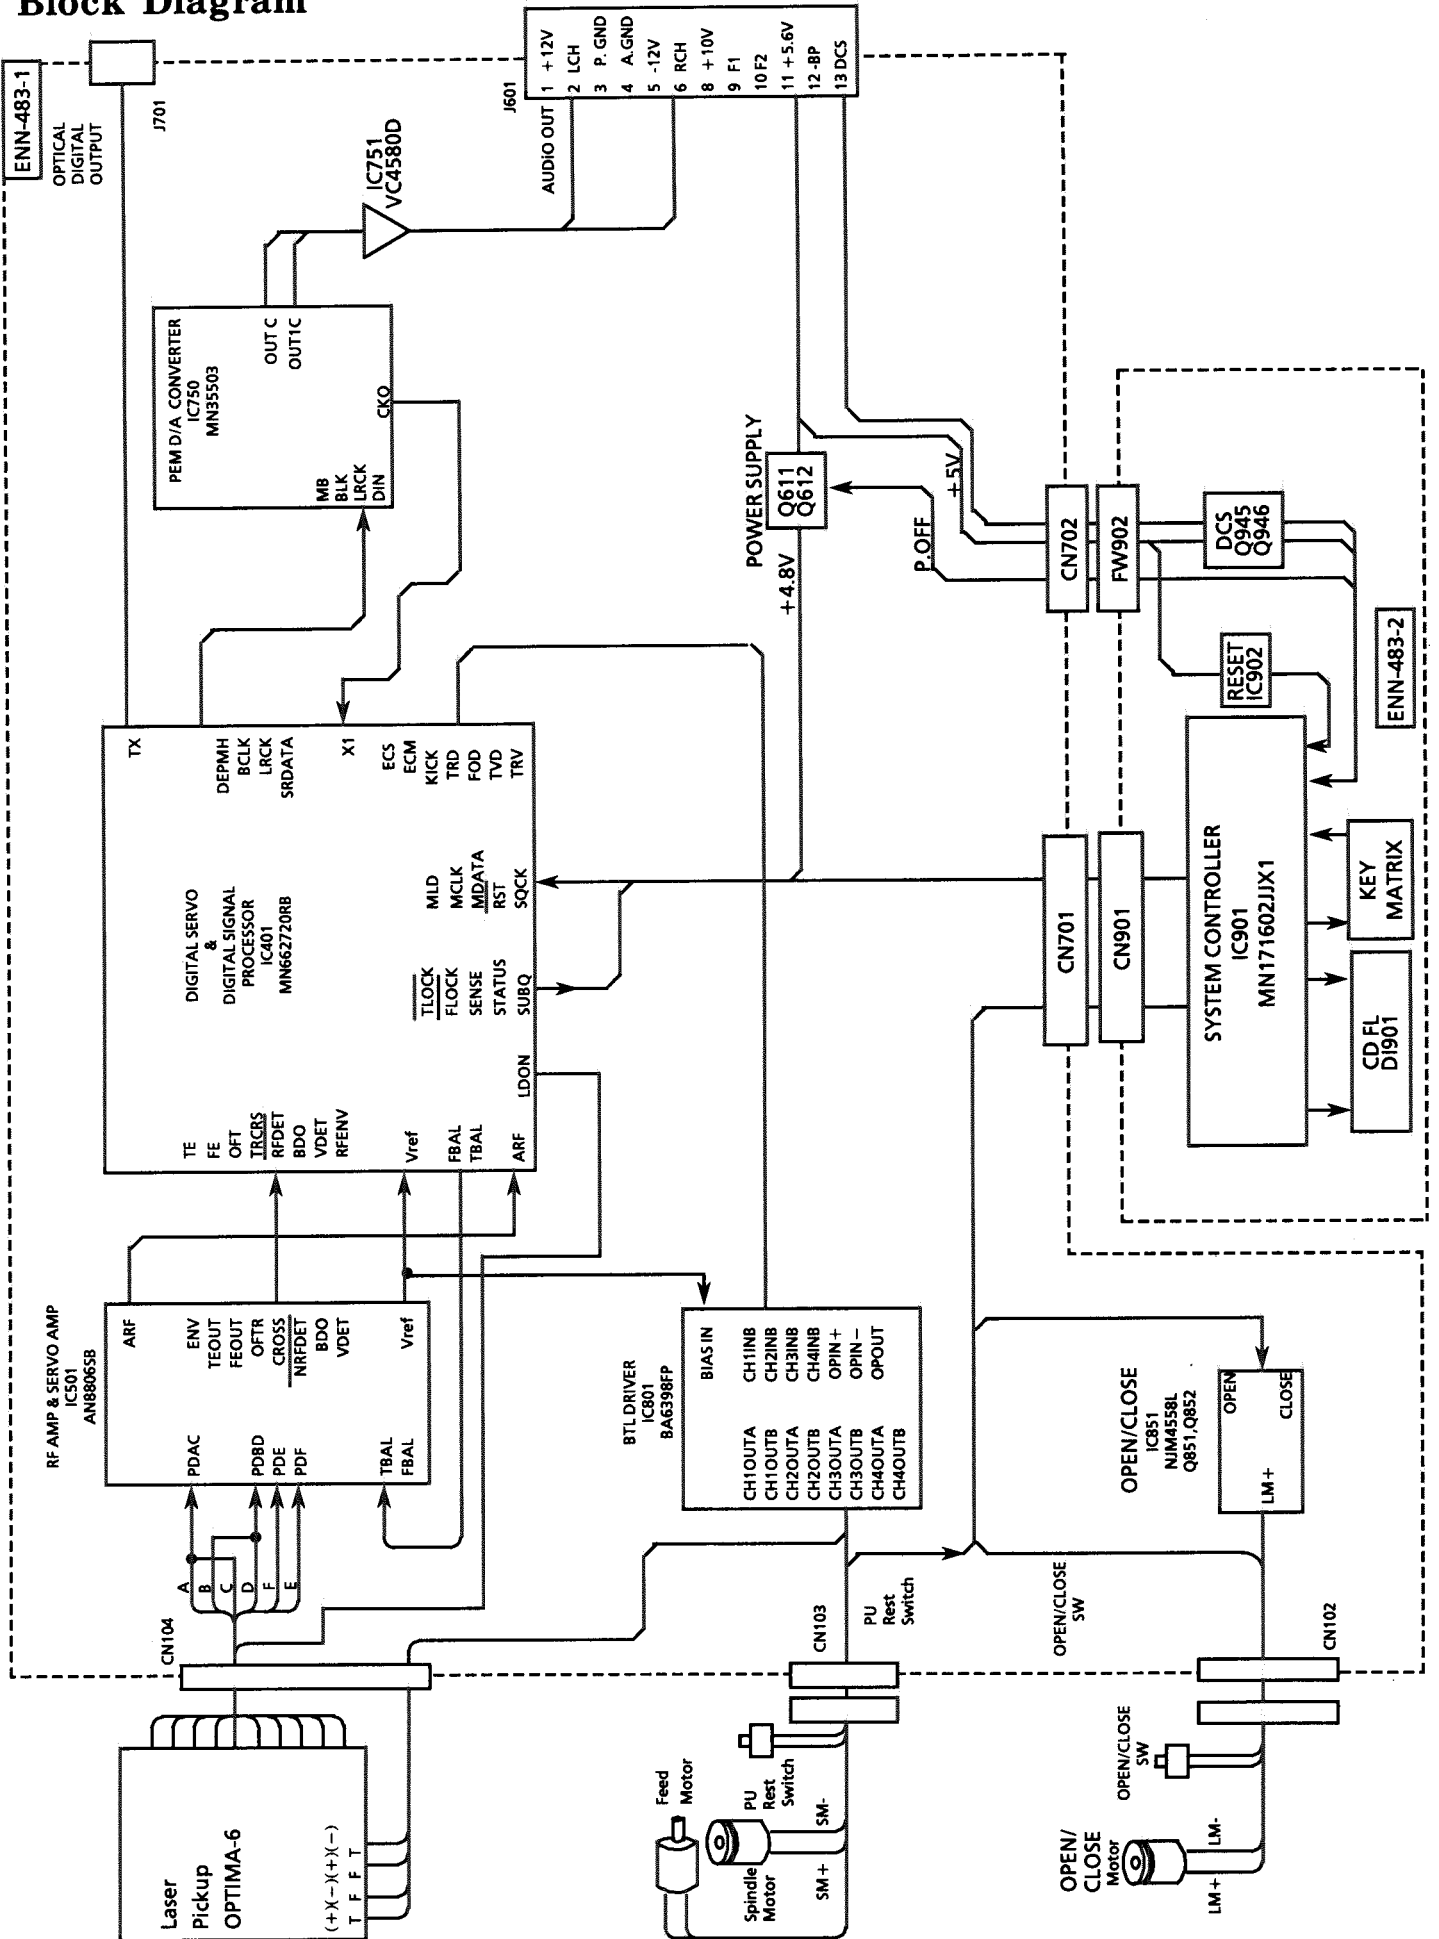 Block Diagram
ENN-483-1
OPTICAL
DIGITAL
OUTPUT
J701
J601
1 +12V
2 LCH
3 P. GND
4 A.GND
5 -12V
6 RCH
8 +10V
9 F1
10 F2
11 +5.6V
12 -BP
13 DCS
AUDiO OUT
IC751
VC4580D
PEM D/A CONVERTER
IC750
MN35503
OUT C
OUT1C
CKO
MB
BLK
LRCK
DIN
POWER SUPPLY
Q611
Q612
+4.8V
P.OFF
+5V
CN702
FW902
DCS
Q945
Q946
RESET
IC902
ENN-483-2
TX
DEPMH
BCLK
LRCK
SRDATA
X1
ECS
ECM
KICK
TRD
FOD
TVD
TRV
DIGITAL SERVO
&
DIGITAL SIGNAL
PROCESSOR
IC401
MN662720RB
MLD
MCLK
MDATA
RST
SQCK
TLOCK
FLOCK
SENSE
STATUS
SUBQ
LDON
TE
FE
OFT
TRCRS
RFDET
BDO
VDET
RFENV
Vref
FBAL
TBAL
ARF
CN701
CN901
SYSTEM CONTROLLER
IC901
MN171602JJX1
KEY
MATRIX
CD FL
DI901
RF AMP & SERVO AMP
IC501
AN8806SB
ARF
ENV
TEOUT
FEOUT
OFTR
CROSS
NRFDET
BDO
VDET
Vref
PDAC
PDBD
PDE
PDF
TBAL
FBAL
A
B
C
D
F
E
CN104
BTL DRIVER
IC801
BA6398FP
BIAS IN
CH1INB
CH2INB
CH3INB
CH4INB
OPIN+
OPIN−
OPOUT
CH1OUTA
CH1OUTB
CH2OUTA
CH2OUTB
CH3OUTA
CH3OUTB
CH4OUTA
CH4OUTB
OPEN/CLOSE
IC851
NJM4558L
Q851,Q852
OPEN
CLOSE
LM+
CN103
PU
Rest
Switch
OPEN/CLOSE
SW
CN102
Laser
Pickup
OPTIMA-6
(+)(−)(+)(−)
T F F T
Feed
Motor
PU
Rest
Switch
Spindle
Motor
SM-
SM+
OPEN/CLOSE
SW
OPEN/
CLOSE
Motor
LM-
LM+